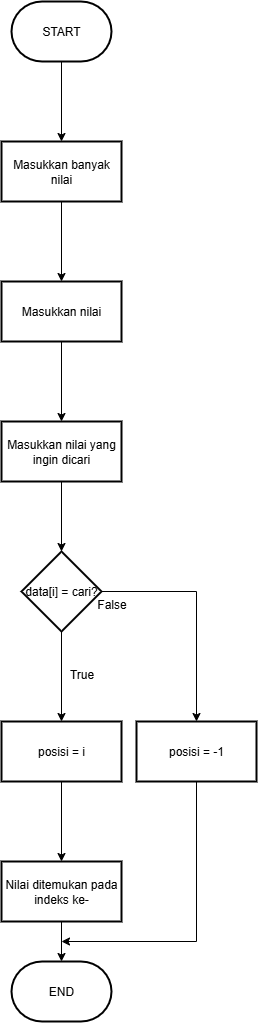 START
Masukkan banyak
nilai
Masukkan nilai
Masukkan nilai yang
ingin dicari
data[i] = cari?
False
True
posisi = i
posisi = -1
Nilai ditemukan pada
indeks ke-
END